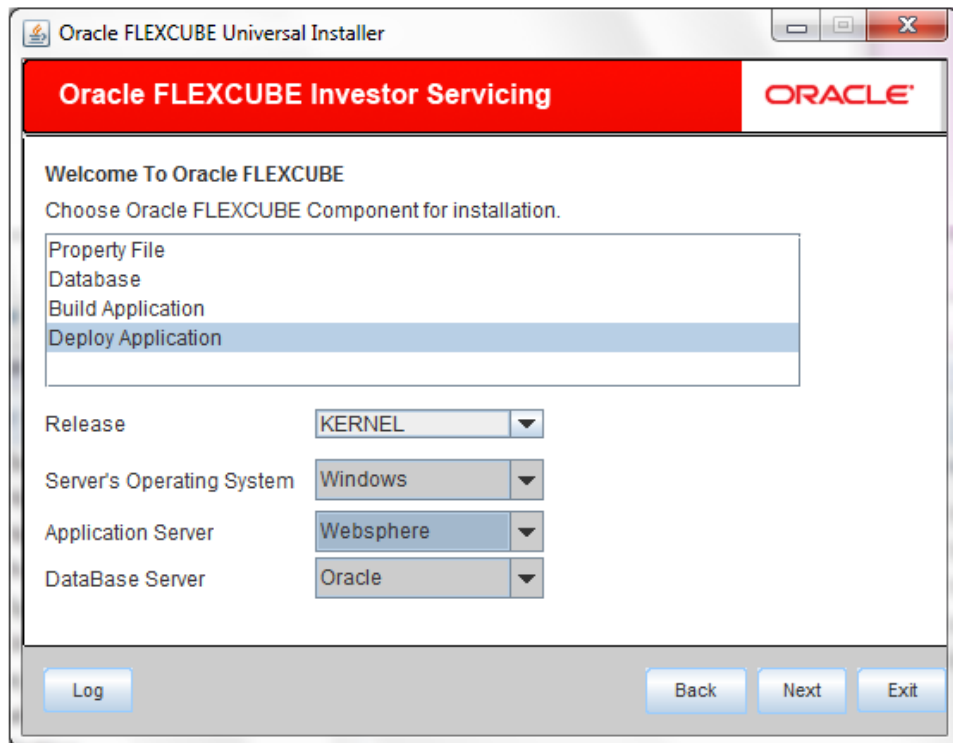 Oracle FLEXCUBE Universal Installer
Oracle FLEXCUBE Investor Servicing
ORACLE
Welcome To Oracle FLEXCUBE
Choose Oracle FLEXCUBE Component for installation.
Property File
Database
Build Application
Deploy Application
Release KERNEL
Server's Operating System Windows
Application Server Websphere
DataBase Server Oracle
Log Back Next Exit